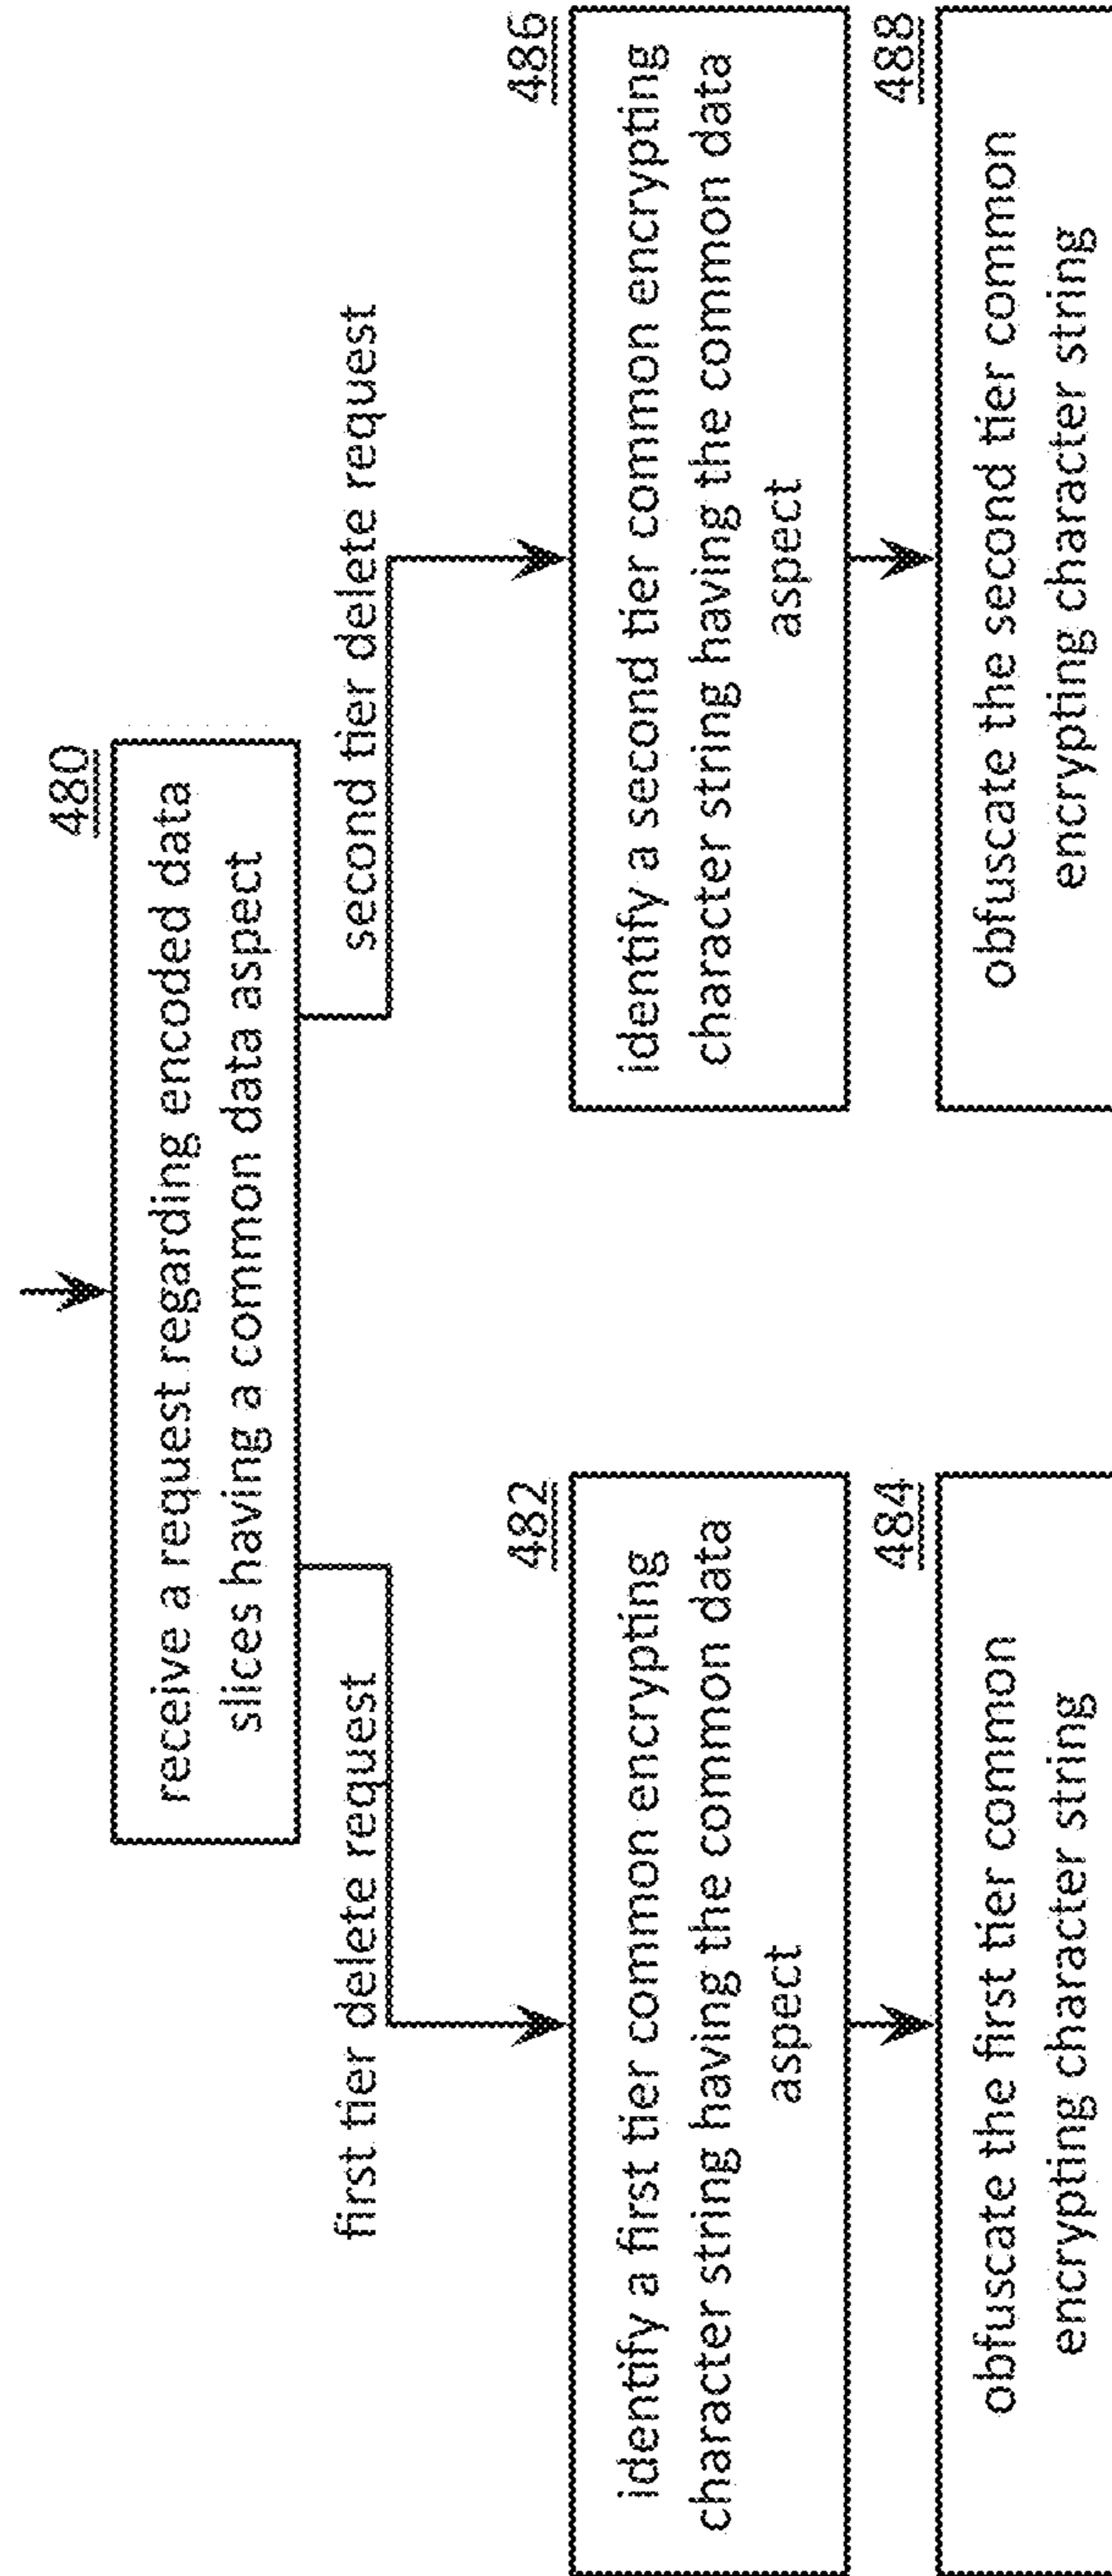 480
receive a request regarding encoded data
slices having a common data aspect
first tier delete request
second tier delete request
482
identify a first tier common encrypting
character string having the common data
aspect
486
identify a second tier common encrypting
character string having the common data
aspect
484
obfuscate the first tier common
encrypting character string
488
obfuscate the second tier common
encrypting character string